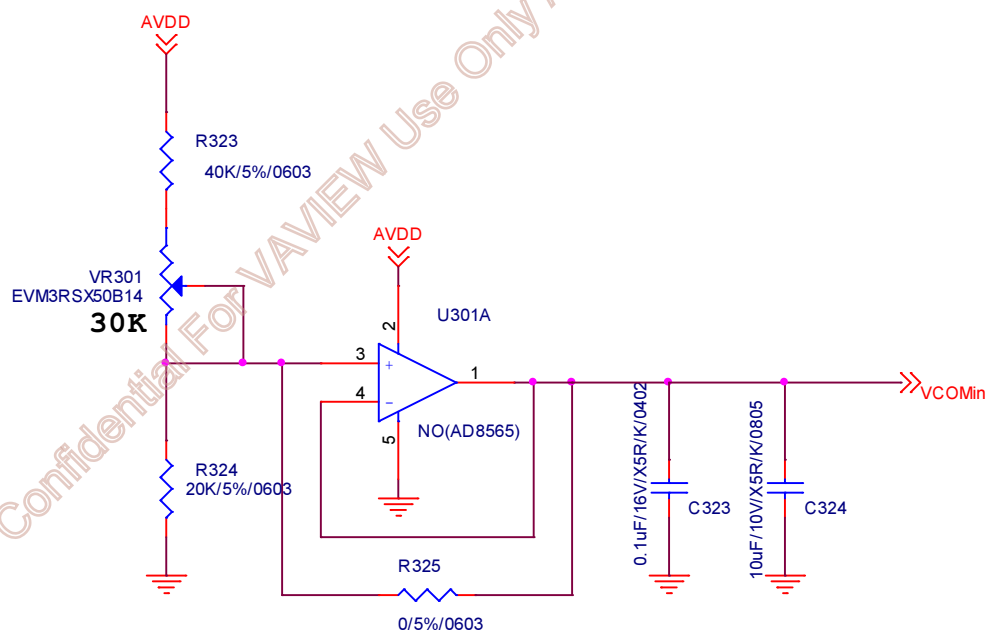 AVDD
R323
40K/5%/0603
VR301
EVM3RSX50B14
30K
AVDD
2
U301A
3
+
1
4
-
5
NO(AD8565)
VCOMin
R324
20K/5%/0603
0.1uF/16V/X5R/K/0402
C323
10uF/10V/X5R/K/0805
C324
R325
0/5%/0603
Confidential For VAVIEW Use Only